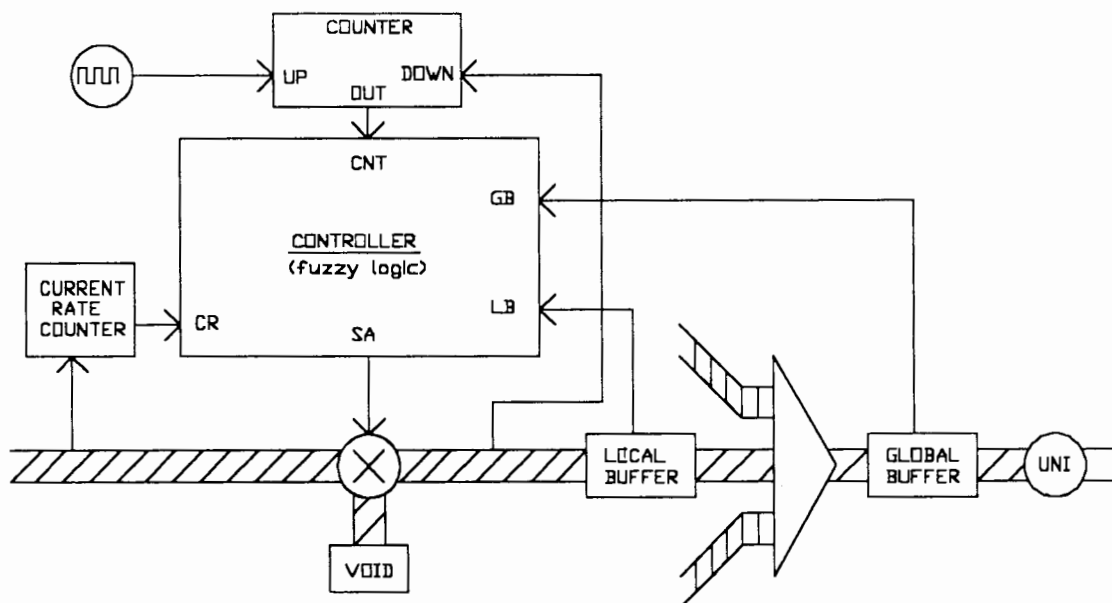 COUNTER
UP
DOWN
OUT
CNT
GB
CONTROLLER
(fuzzy logic)
CURRENT
RATE
COUNTER
CR
LB
SA
LOCAL
BUFFER
GLOBAL
BUFFER
UNI
VOID